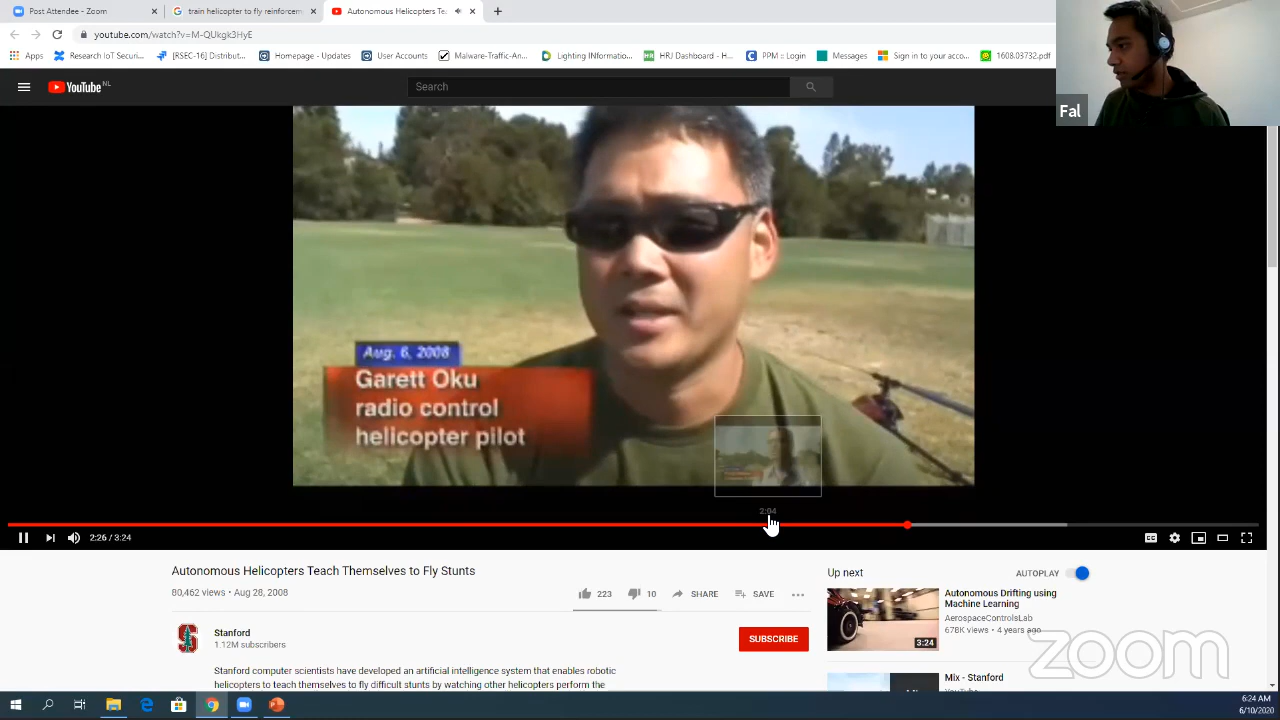 Post Attendee - Zoom
train helicopter to fly reinforcem
Autonomous Helicopters Te
youtube.com/watch?v=M-QUkgk3HyE
Apps
Research IoT Securi...
[RSEC-16] Distribut...
Homepage - Updates
User Accounts
Malware-Traffic-An...
Lighting INformatio...
HRJ Dashboard - H...
PPM :: Login
Messages
Sign in to your acco...
1608.03732.pdf
YouTube NL
Search
Fal
Aug. 6, 2008
Garett Oku
radio control
helicopter pilot
2:04
2:26 / 3:24
CC
Autonomous Helicopters Teach Themselves to Fly Stunts
80,462 views • Aug 28, 2008
223
10
SHARE
SAVE
Stanford
1.12M subscribers
SUBSCRIBE
Stanford computer scientists have developed an artificial intelligence system that enables robotic
helicopters to teach themselves to fly difficult stunts by watching other helicopters perform the
Up next
AUTOPLAY
Autonomous Drifting using
Machine Learning
AerospaceControlsLab
678K views • 4 years ago
3:24
Mix - Stanford
YouTube
zoom
6:24 AM
6/10/2020